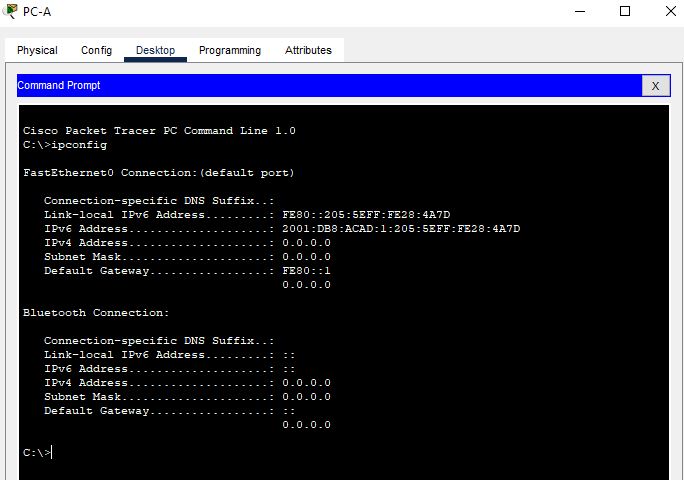 PC-A
Physical Config Desktop Programming Attributes
Command Prompt X
Cisco Packet Tracer PC Command Line 1.0
C:\>ipconfig
FastEthernet0 Connection:(default port)
Connection-specific DNS Suffix..:
Link-local IPv6 Address.........: FE80::205:5EFF:FE28:4A7D
IPv6 Address....................: 2001:DB8:ACAD:1:205:5EFF:FE28:4A7D
IPv4 Address....................: 0.0.0.0
Subnet Mask.....................: 0.0.0.0
Default Gateway.................: FE80::1
0.0.0.0
Bluetooth Connection:
Connection-specific DNS Suffix..:
Link-local IPv6 Address.........: ::
IPv6 Address....................: ::
IPv4 Address....................: 0.0.0.0
Subnet Mask.....................: 0.0.0.0
Default Gateway.................: ::
0.0.0.0
C:\>